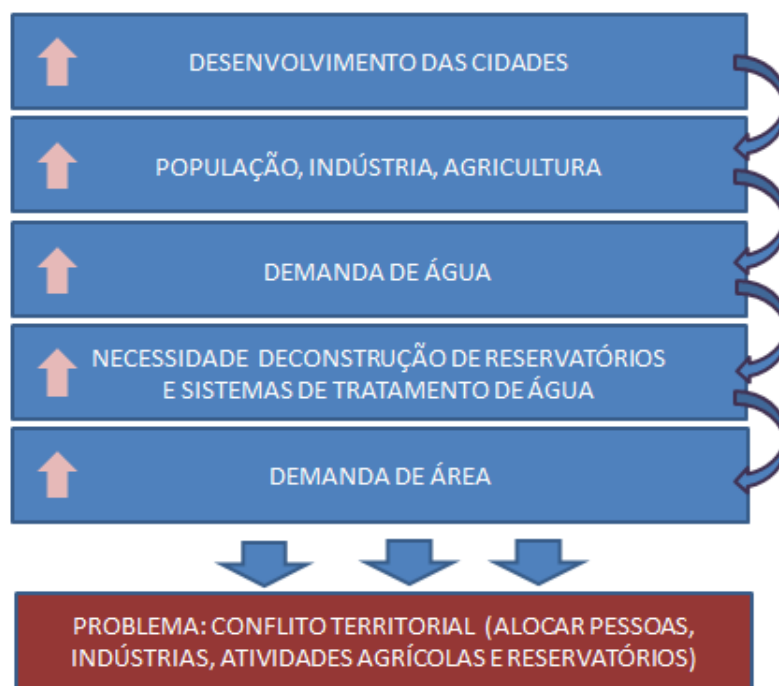 DESENVOLVIMENTO DAS CIDADES
POPULAÇÃO, INDÚSTRIA, AGRICULTURA
DEMANDA DE ÁGUA
NECESSIDADE DECONSTRUÇÃO DE RESERVATÓRIOS
E SISTEMAS DE TRATAMENTO DE ÁGUA
DEMANDA DE ÁREA
PROBLEMA: CONFLITO TERRITORIAL (ALOCAR PESSOAS,
INDÚSTRIAS, ATIVIDADES AGRÍCOLAS E RESERVATÓRIOS)